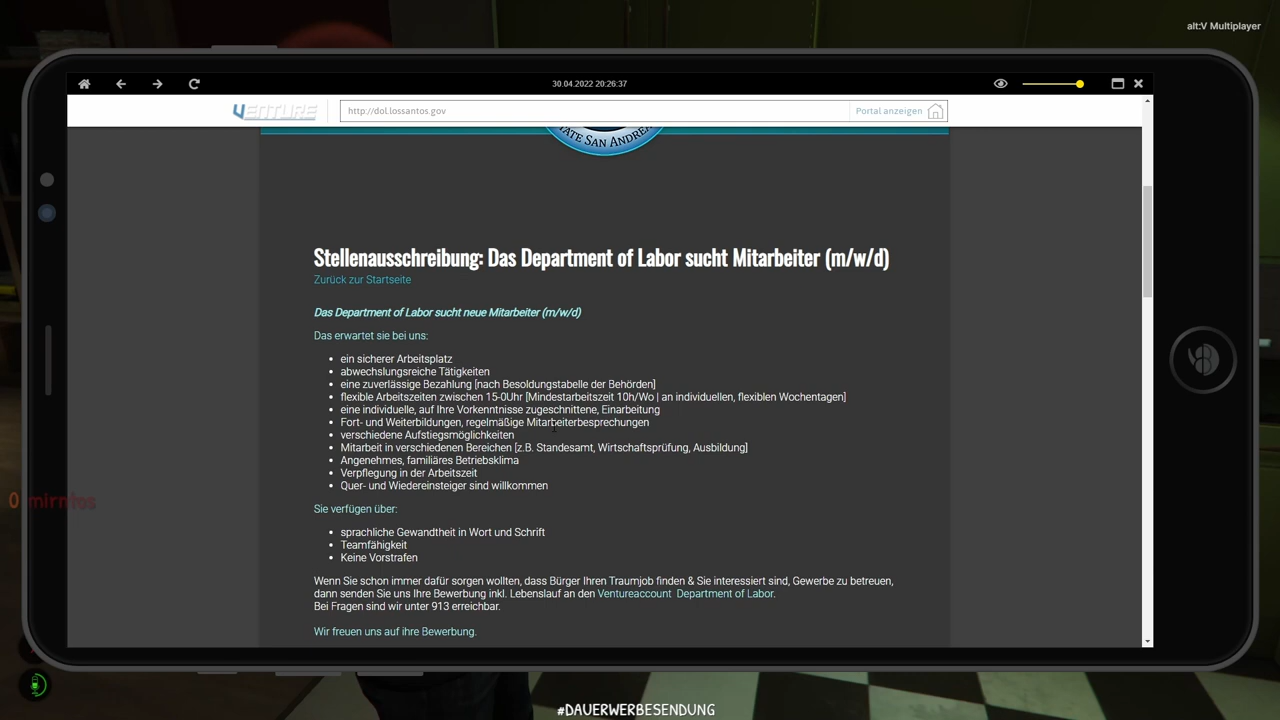 alt:V Multiplayer
30.04.2022 20:26:37
VENTURE
http://dol.lossantos.gov
Portal anzeigen
ATE SAN ANDREA
Stellenausschreibung: Das Department of Labor sucht Mitarbeiter (m/w/d)
Zurück zur Startseite
Das Department of Labor sucht neue Mitarbeiter (m/w/d)
Das erwartet sie bei uns:
ein sicherer Arbeitsplatz
abwechslungsreiche Tätigkeiten
eine zuverlässige Bezahlung [nach Besoldungstabelle der Behörden]
flexible Arbeitszeiten zwischen 15-0Uhr [Mindestarbeitszeit 10h/Wo | an individuellen, flexiblen Wochentagen]
eine individuelle, auf Ihre Vorkenntnisse zugeschnittene, Einarbeitung
Fort- und Weiterbildungen, regelmäßige Mitarbeiterbesprechungen
verschiedene Aufstiegsmöglichkeiten
Mitarbeit in verschiedenen Bereichen [z.B. Standesamt, Wirtschaftsprüfung, Ausbildung]
Angenehmes, familiäres Betriebsklima
Verpflegung in der Arbeitszeit
Quer- und Wiedereinsteiger sind willkommen
0 mirntos
Sie verfügen über:
sprachliche Gewandtheit in Wort und Schrift
Teamfähigkeit
Keine Vorstrafen
Wenn Sie schon immer dafür sorgen wollten, dass Bürger Ihren Traumjob finden & Sie interessiert sind, Gewerbe zu betreuen,
dann senden Sie uns Ihre Bewerbung inkl. Lebenslauf an den Ventureaccount Department of Labor.
Bei Fragen sind wir unter 913 erreichbar.
Wir freuen uns auf ihre Bewerbung.
#DAUERWERBESENDUNG